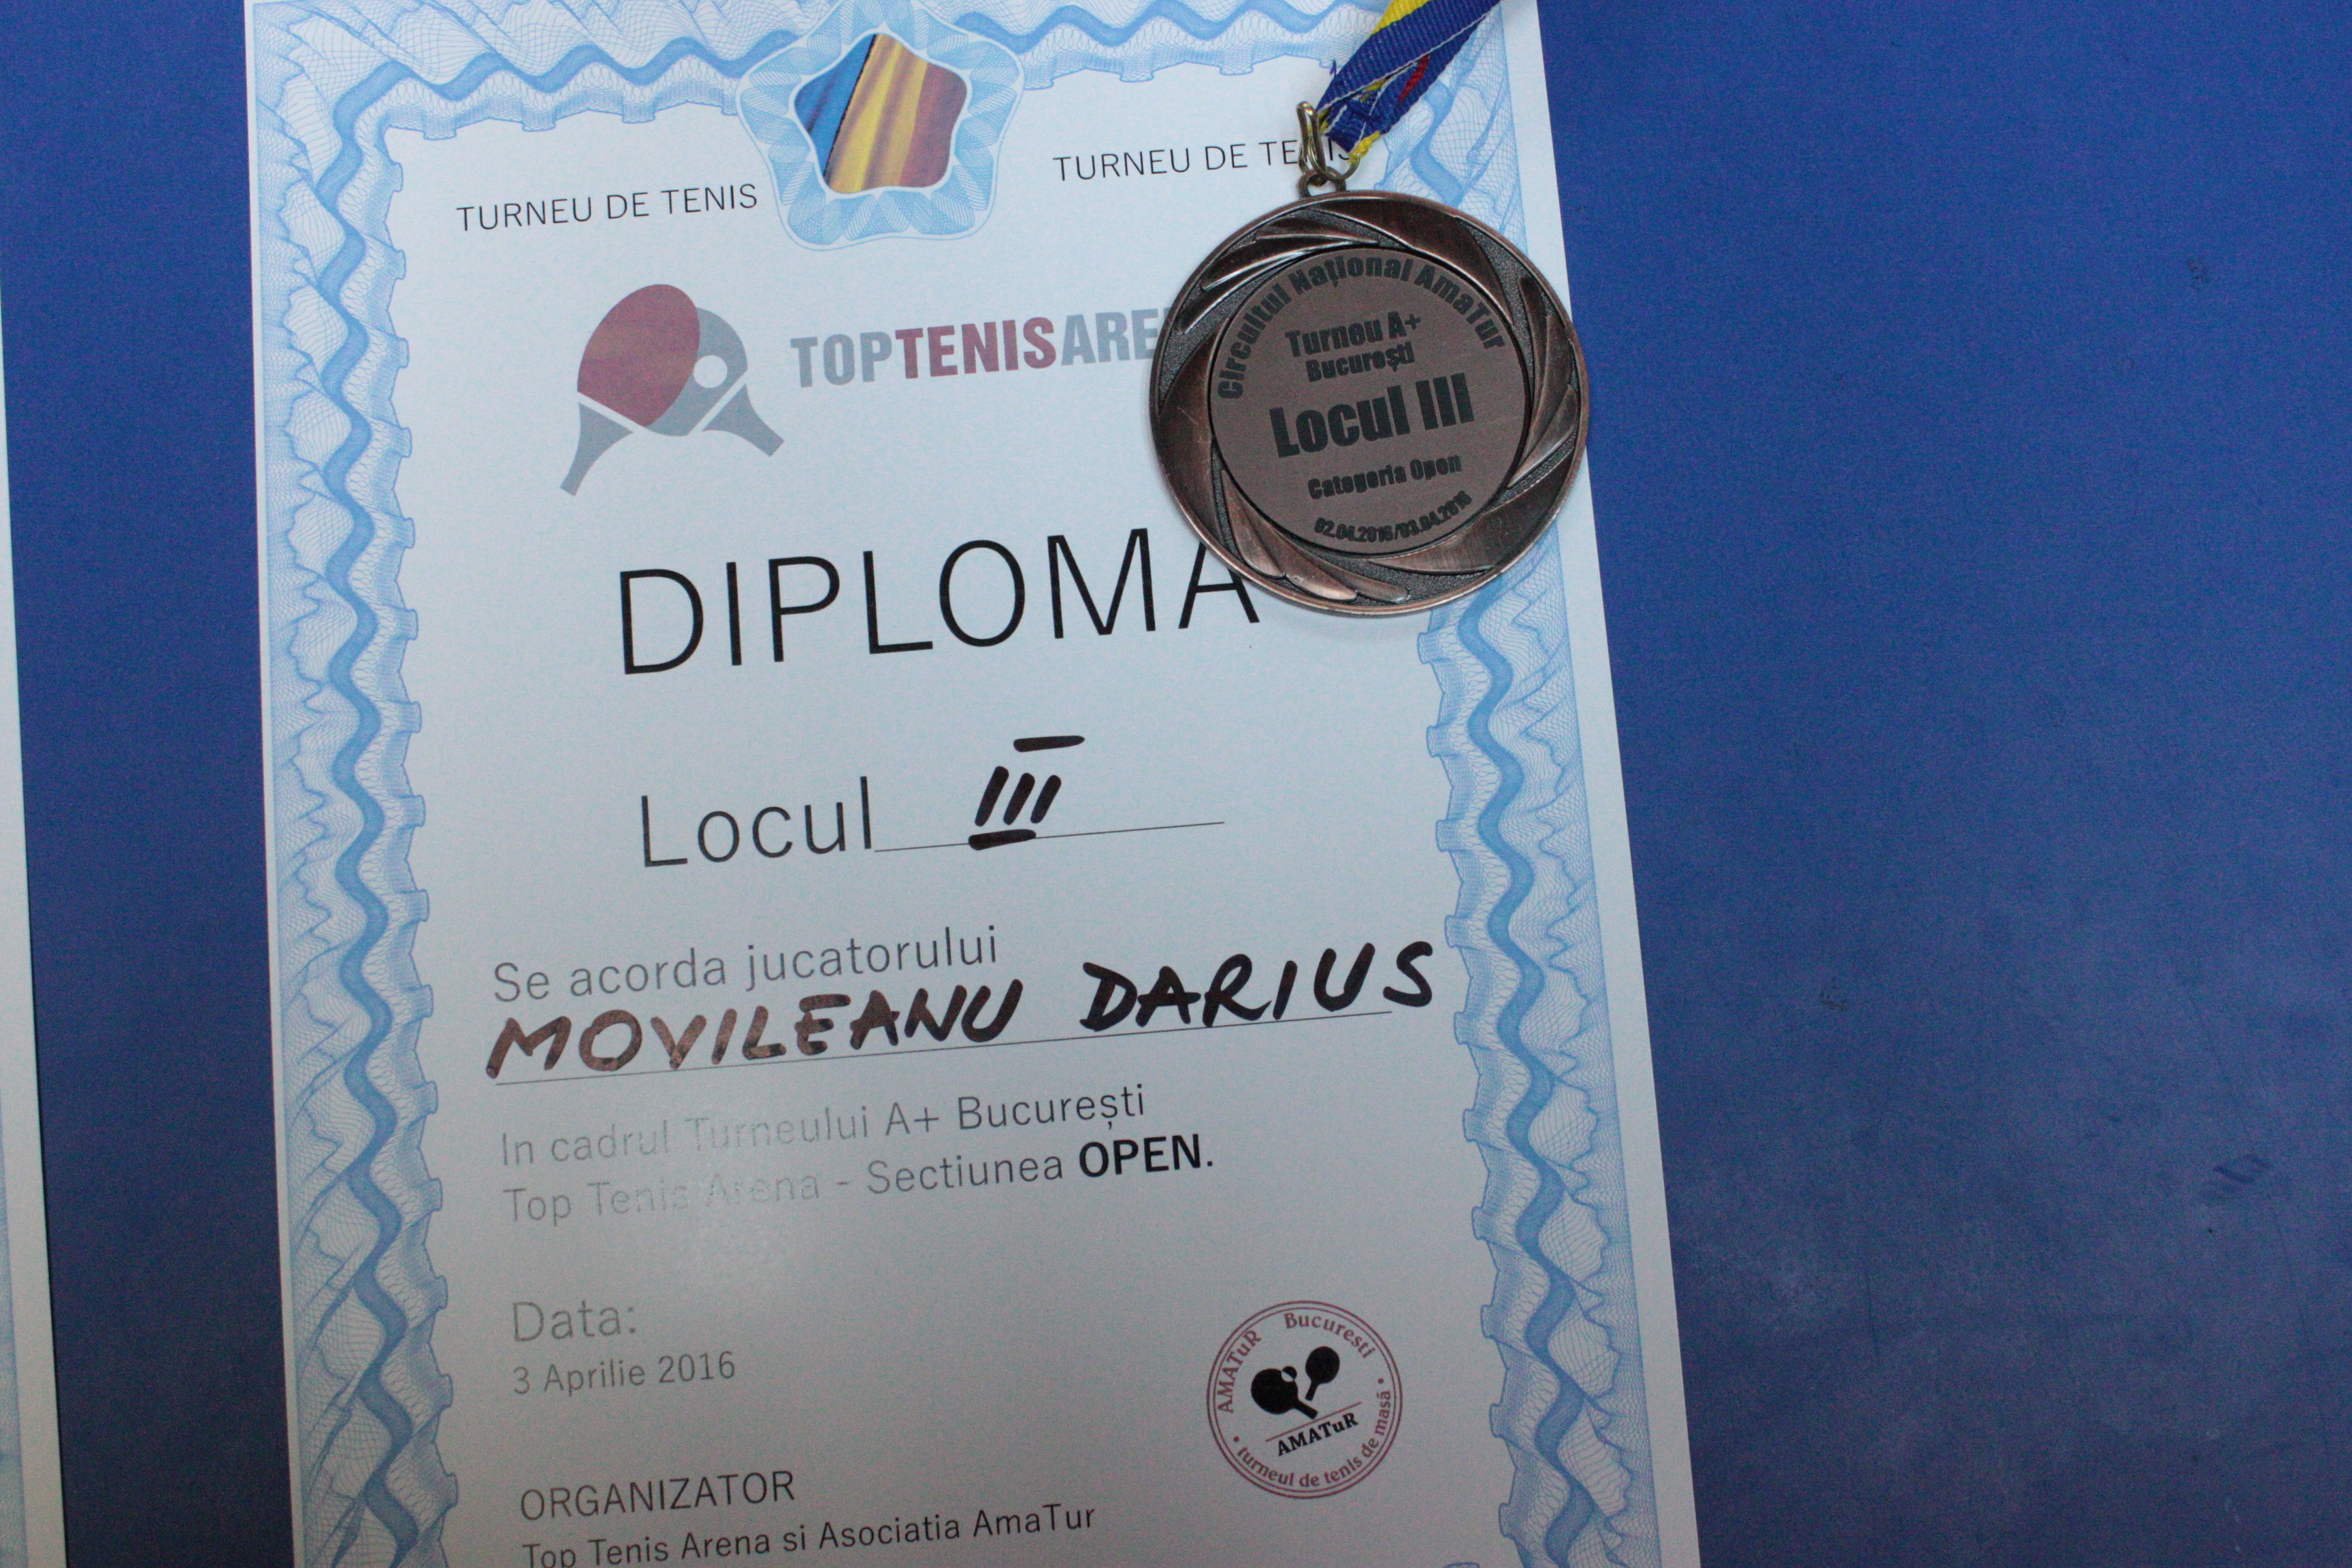 TURNEU DE TENIS
TURNEU DE TENIS
TOPTENISARE
Circuitul Național AmaTur
Turneu A+
București
Locul III
Categoria Open
02.04.2016/03.04.2016
DIPLOMA
Locul III
Se acorda jucatorului
MOVILEANU DARIUS
In cadrul Turneului A+ București
Top Tenis Arena - Sectiunea OPEN.
Data:
3 Aprilie 2016
AMATuR Bucuresti
AMATuR
• turneul de tenis de masă •
ORGANIZATOR
Top Tenis Arena si Asociatia AmaTur